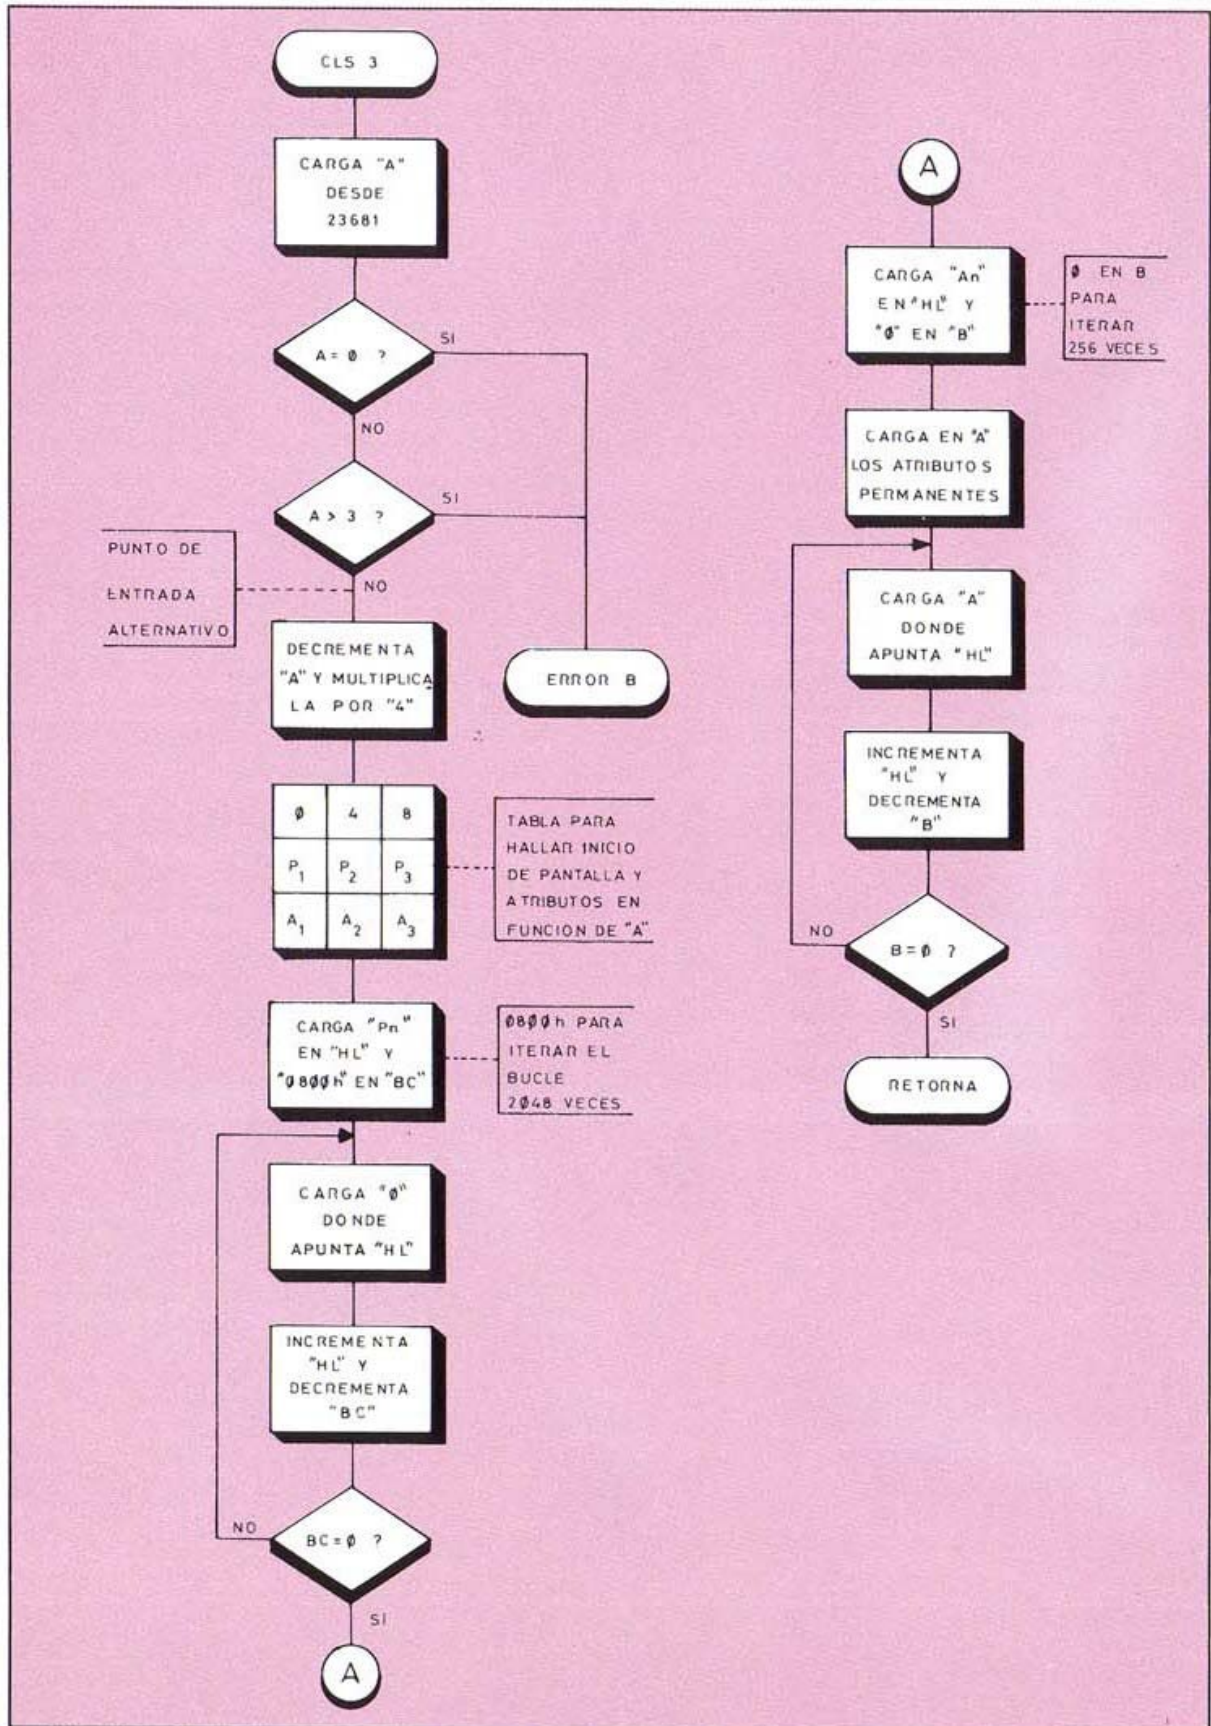 CLS 3
CARGA "A"
DESDE
23681
A = Ø ?
SI
NO
A > 3 ?
SI
NO
PUNTO DE
ENTRADA
ALTERNATIVO
DECREMENTA
"A" Y MULTIPLICA
LA POR "4"
ERROR B
Ø 4 8
P1 P2 P3
A1 A2 A3
TABLA PARA
HALLAR INICIO
DE PANTALLA Y
ATRIBUTOS EN
FUNCION DE "A"
CARGA "Pn"
EN "HL" Y
"Ø8ØØh" EN "BC"
Ø8ØØh PARA
ITERAR EL
BUCLE
2Ø48 VECES
CARGA "Ø"
DONDE
APUNTA "HL"
INCREMENTA
"HL" Y
DECREMENTA
"BC"
BC = Ø ?
NO
SI
A
A
CARGA "An"
EN "HL" Y
"Ø" EN "B"
Ø EN B
PARA
ITERAR
256 VECES
CARGA EN "A"
LOS ATRIBUTOS
PERMANENTES
CARGA "A"
DONDE
APUNTA "HL"
INCREMENTA
"HL" Y
DECREMENTA
"B"
B = Ø ?
NO
SI
RETORNA